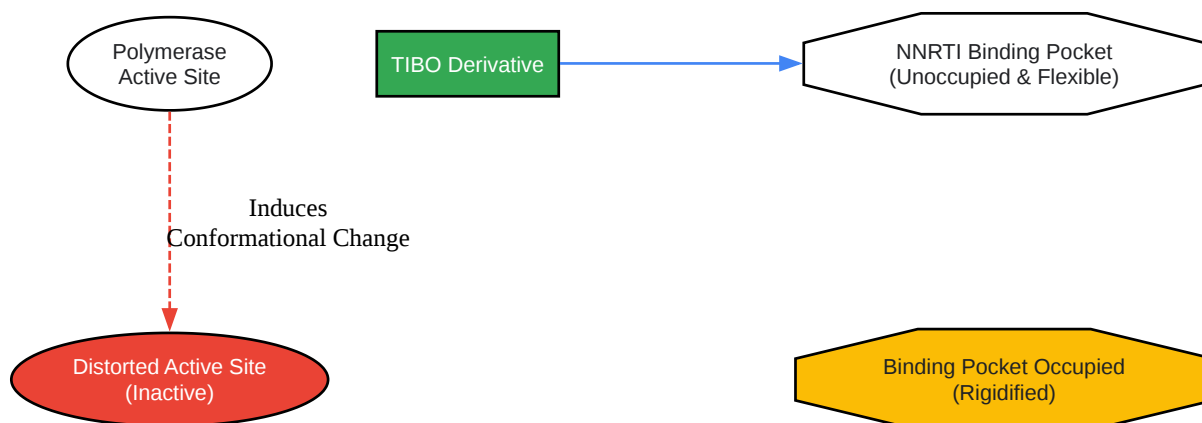 Polymerase
Active Site
TIBO Derivative
NNRTI Binding Pocket
(Unoccupied & Flexible)
Induces
Conformational Change
Distorted Active Site
(Inactive)
Binding Pocket Occupied
(Rigidified)